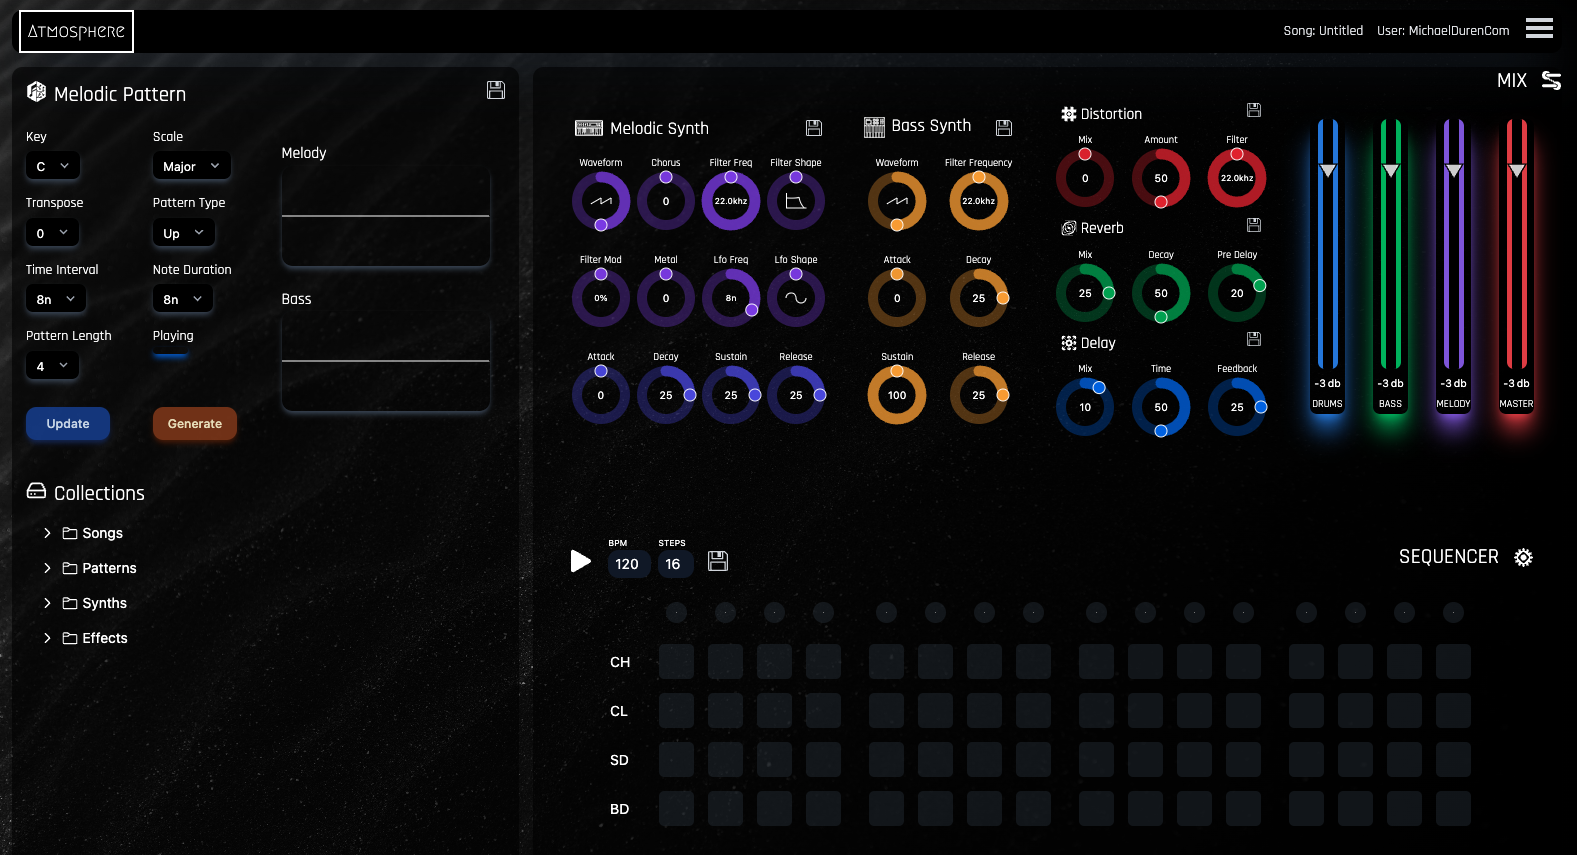 ATMOSPHERE
Song: Untitled User: MichaelDurenCom
Melodic Pattern
Key Scale
C Major
Transpose Pattern Type
0 Up
Time Interval Note Duration
8n 8n
Pattern Length Playing
4
Update Generate
Melody
Bass
Collections
Songs
Patterns
Synths
Effects
MIX
Melodic Synth
Waveform Chorus Filter Freq Filter Shape
0 22.0khz
Filter Mod Metal Lfo Freq Lfo Shape
0% 0 8n
Attack Decay Sustain Release
0 25 25 25
Bass Synth
Waveform Filter Frequency
22.0khz
Attack Decay
0 25
Sustain Release
100 25
Distortion
Mix Amount Filter
0 50 22.0khz
Reverb
Mix Decay Pre Delay
25 50 20
Delay
Mix Time Feedback
10 50 25
-3 db -3 db -3 db -3 db
DRUMS BASS MELODY MASTER
BPM STEPS
120 16
SEQUENCER
CH
CL
SD
BD